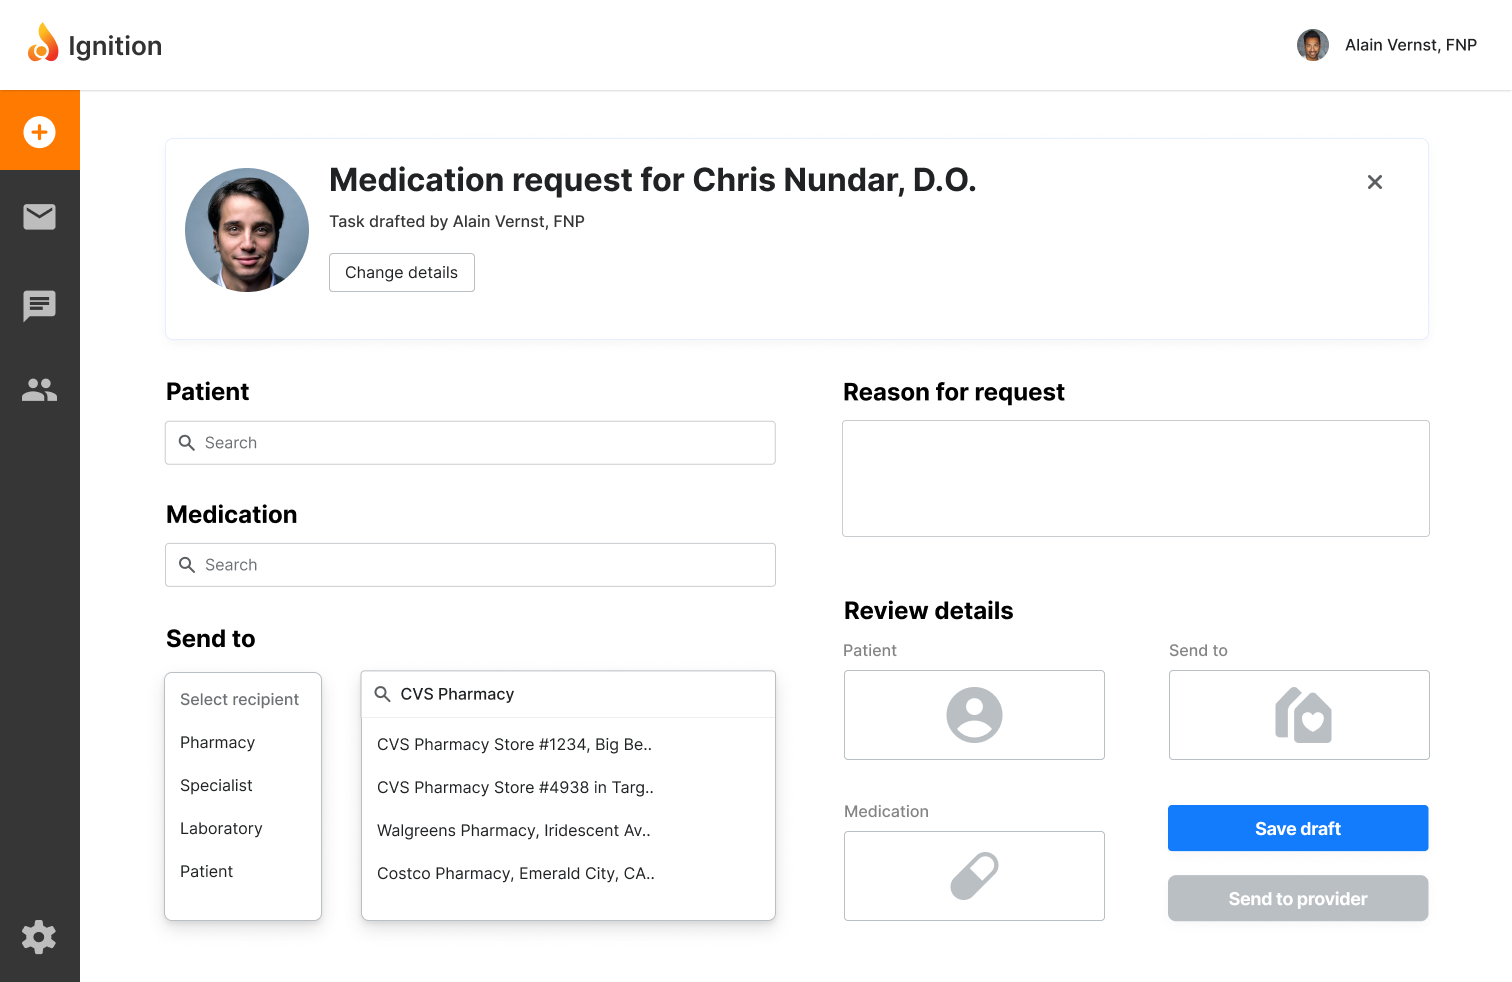 Ignition
Alain Vernst, FNP
Medication request for Chris Nundar, D.O.
Task drafted by Alain Vernst, FNP
Change details
Patient
Search
Medication
Search
Send to
Select recipient
Pharmacy
Specialist
Laboratory
Patient
CVS Pharmacy
CVS Pharmacy Store #1234, Big Be..
CVS Pharmacy Store #4938 in Targ..
Walgreens Pharmacy, Iridescent Av..
Costco Pharmacy, Emerald City, CA..
Reason for request
Review details
Patient
Send to
Medication
Save draft
Send to provider